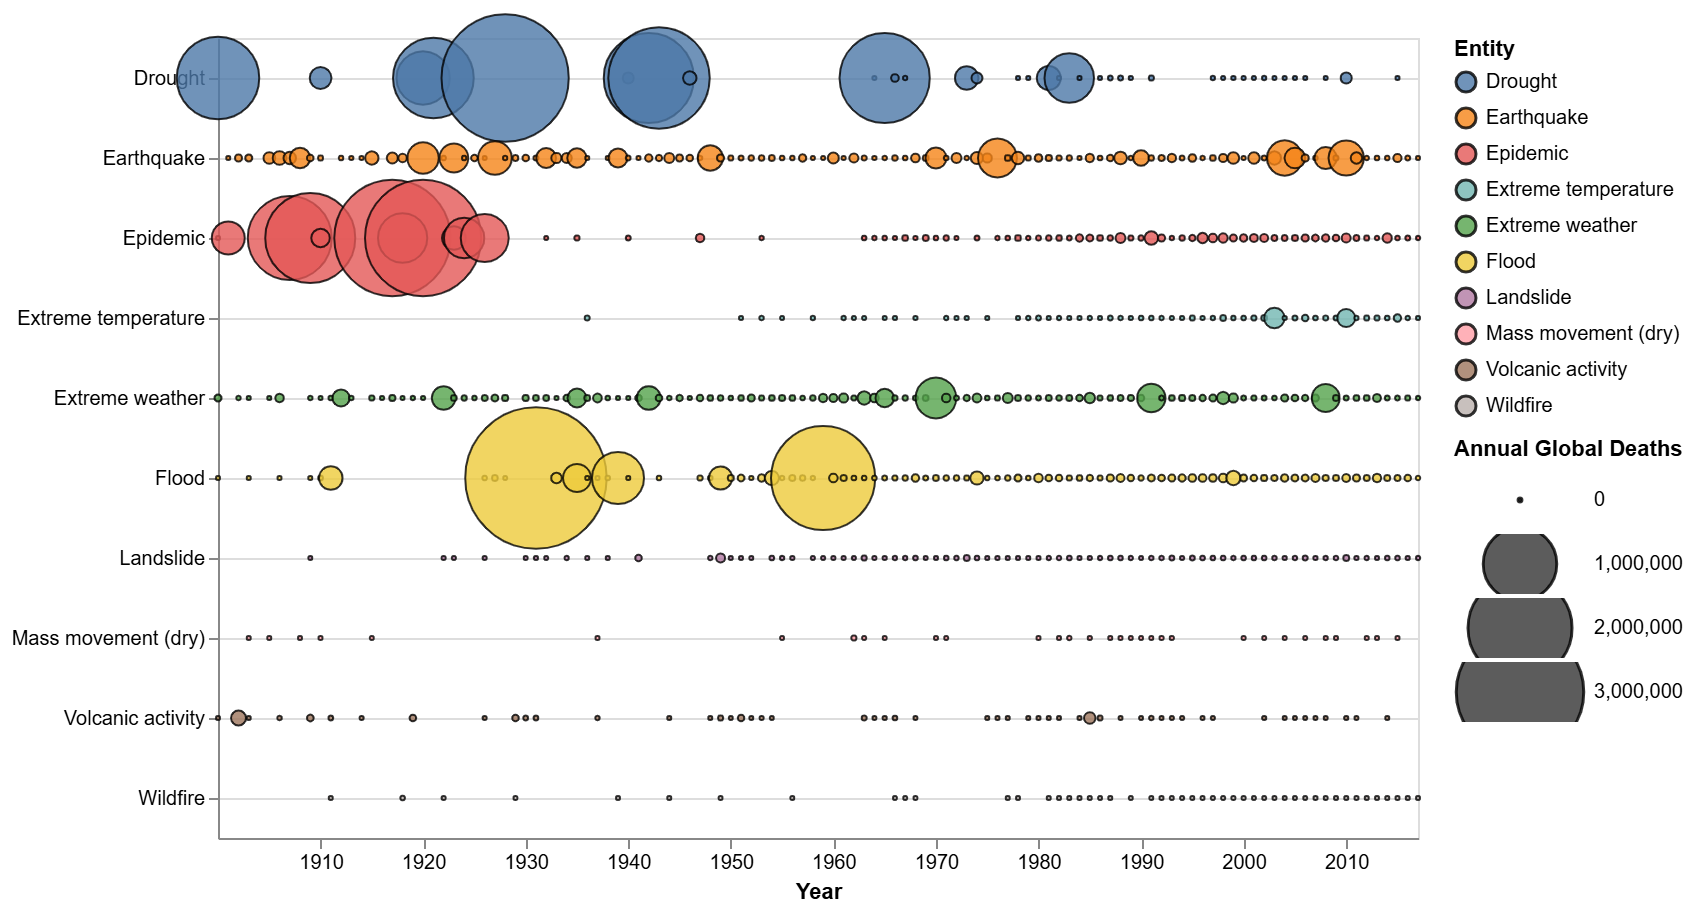 Drought
Earthquake
Epidemic
Extreme temperature
Extreme weather
Flood
Landslide
Mass movement (dry)
Volcanic activity
Wildfire
1910 1920 1930 1940 1950 1960 1970 1980 1990 2000 2010
Year
Entity
Drought
Earthquake
Epidemic
Extreme temperature
Extreme weather
Flood
Landslide
Mass movement (dry)
Volcanic activity
Wildfire
Annual Global Deaths
0
1,000,000
2,000,000
3,000,000